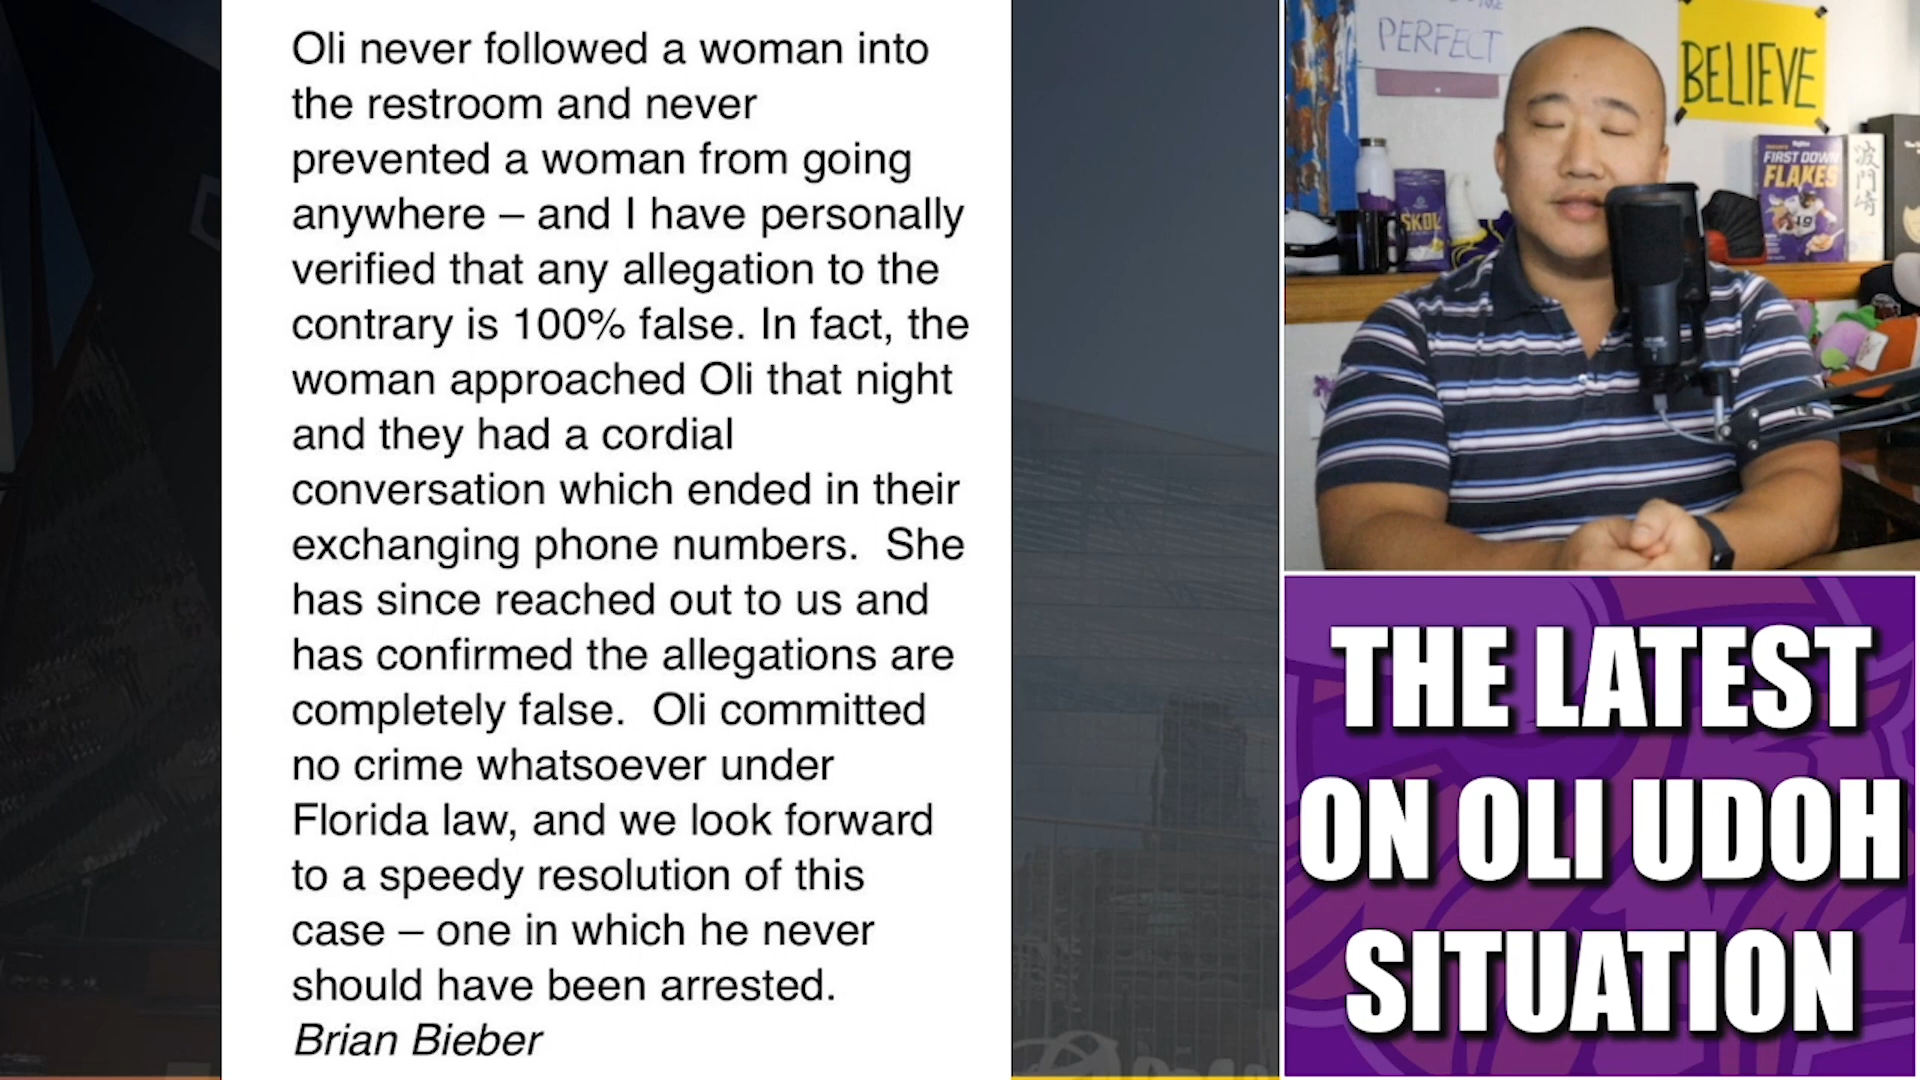 Oli never followed a woman into
the restroom and never
prevented a woman from going
anywhere – and I have personally
verified that any allegation to the
contrary is 100% false. In fact, the
woman approached Oli that night
and they had a cordial
conversation which ended in their
exchanging phone numbers.  She
has since reached out to us and
has confirmed the allegations are
completely false.  Oli committed
no crime whatsoever under
Florida law, and we look forward
to a speedy resolution of this
case – one in which he never
should have been arrested.
Brian Bieber
PERFECT
BELIEVE
SKOL
FIRST DOWN
FLAKES
19
波
門
崎
THE LATEST
ON OLI UDOH
SITUATION